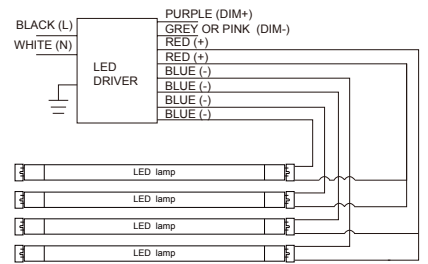 PURPLE (DIM+)
BLACK (L)
GREY OR PINK (DIM-)
WHITE (N)
RED (+)
RED (+)
LED
DRIVER
BLUE (-)
BLUE (-)
BLUE (-)
BLUE (-)
LED lamp
LED lamp
LED lamp
LED lamp